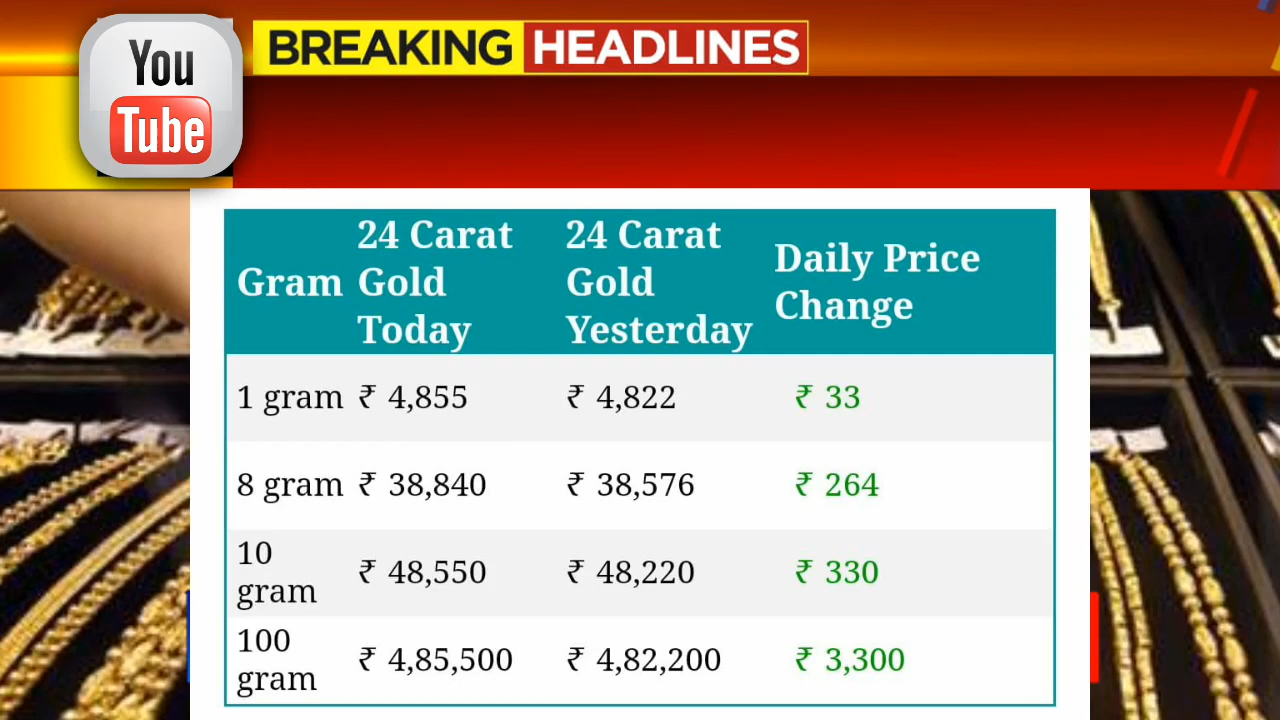 You
Tube
BREAKING HEADLINES
Gram 24 Carat Gold Today 24 Carat Gold Yesterday Daily Price Change
1 gram ₹ 4,855 ₹ 4,822 ₹ 33
8 gram ₹ 38,840 ₹ 38,576 ₹ 264
10 gram ₹ 48,550 ₹ 48,220 ₹ 330
100 gram ₹ 4,85,500 ₹ 4,82,200 ₹ 3,300